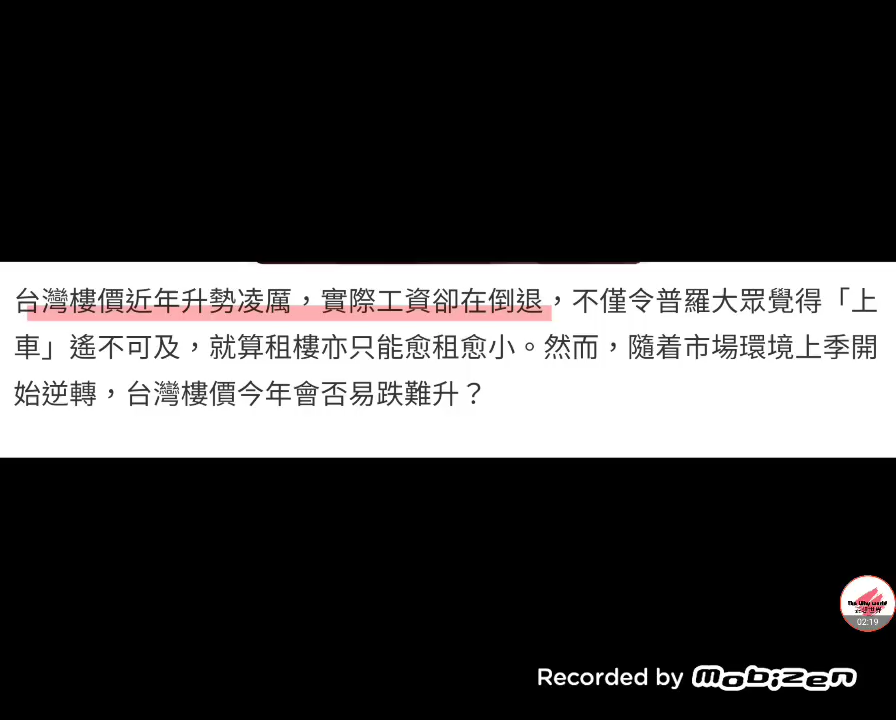 台灣樓價近年升勢凌厲，實際工資卻在倒退，不僅令普羅大眾覺得「上
車」遙不可及，就算租樓亦只能愈租愈小。然而，隨着市場環境上季開
始逆轉，台灣樓價今年會否易跌難升？
The Why World
02:19
Recorded by mobizen